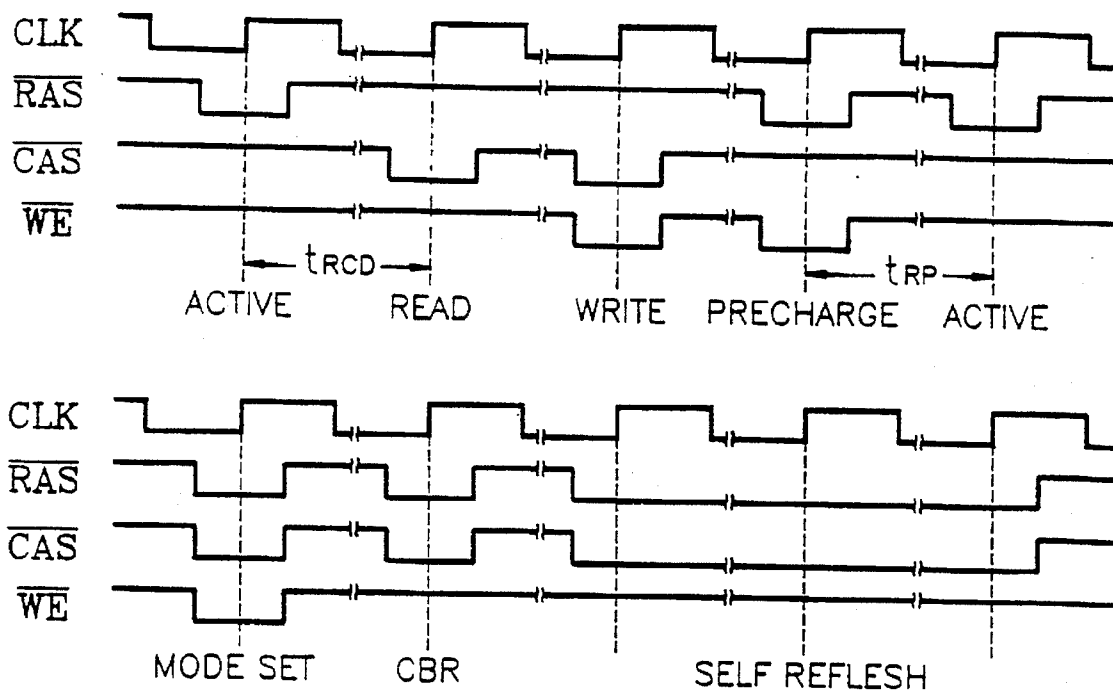 CLK
RAS
CAS
WE
tRCD
tRP
ACTIVE READ WRITE PRECHARGE ACTIVE
CLK
RAS
CAS
WE
MODE SET CBR SELF REFLESH